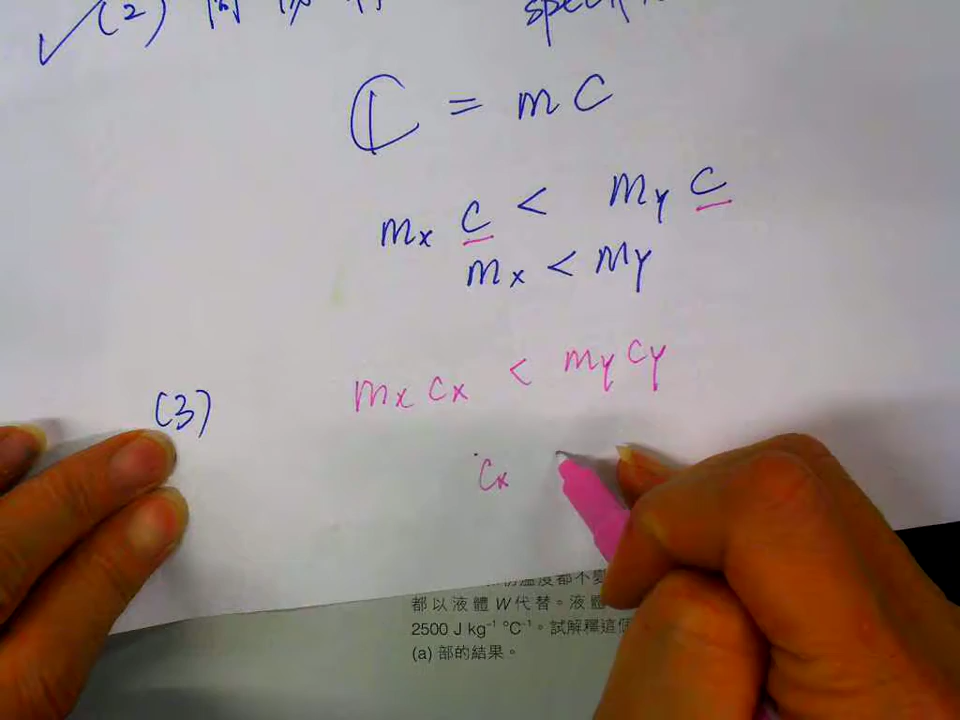 (2)
ℂ = mC
mx C < my C
mx < my
(3) mx Cx < my Cy
Cx
都以液體 W 代替。液體
2500 J kg⁻¹ °C⁻¹。試解釋這
(a) 部的結果。